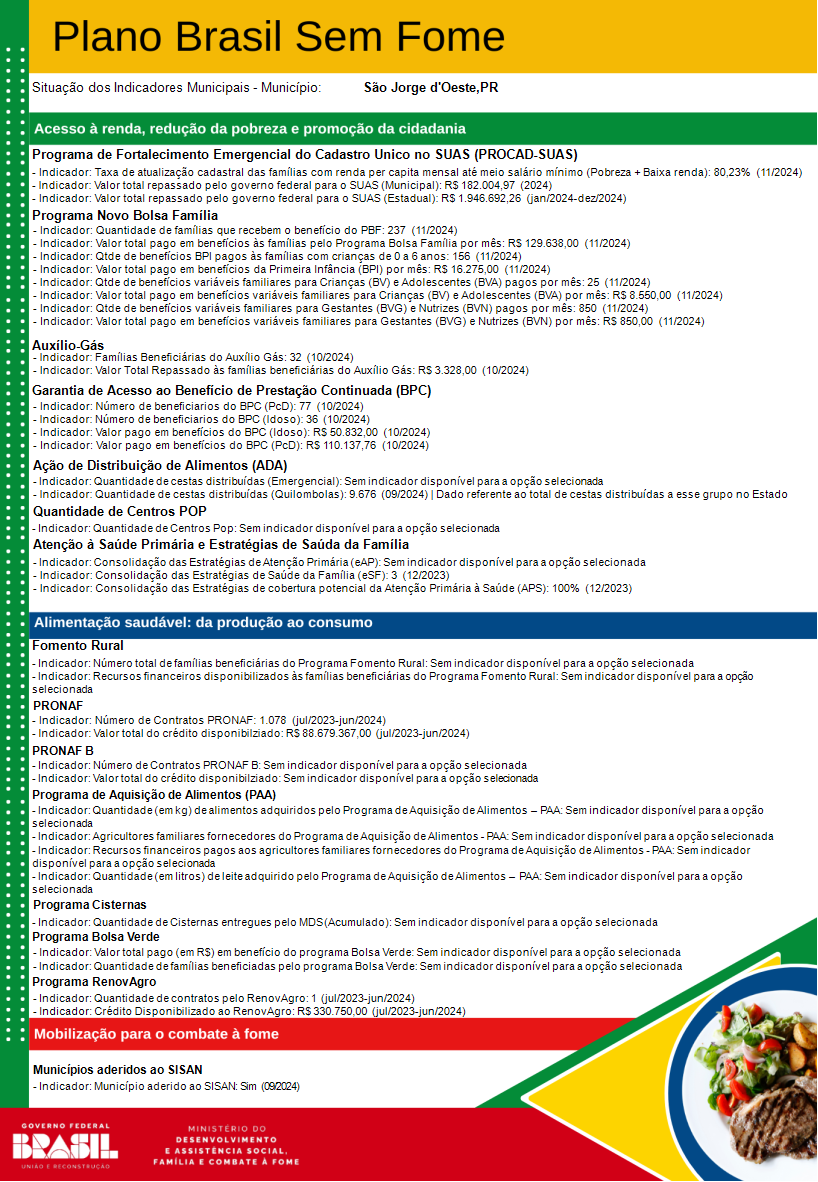 Plano Brasil Sem Fome
Situação dos Indicadores Municipais - Município: São Jorge d'Oeste,PR
Acesso à renda, redução da pobreza e promoção da cidadania
Programa de Fortalecimento Emergencial do Cadastro Unico no SUAS (PROCAD-SUAS)
- Indicador: Taxa de atualização cadastral das famílias com renda per capita mensal até meio salário mínimo (Pobreza + Baixa renda): 80,23% (11/2024)
- Indicador: Valor total repassado pelo governo federal para o SUAS (Municipal): R$ 182.004,97 (2024)
- Indicador: Valor total repassado pelo governo federal para o SUAS (Estadual): R$ 1.946.692,26 (jan/2024-dez/2024)
Programa Novo Bolsa Família
- Indicador: Quantidade de famílias que recebem o benefício do PBF: 237 (11/2024)
- Indicador: Valor total pago em benefícios às famílias pelo Programa Bolsa Família por mês: R$ 129.638,00 (11/2024)
- Indicador: Qtde de benefícios BPI pagos às famílias com crianças de 0 a 6 anos: 156 (11/2024)
- Indicador: Valor total pago em benefícios da Primeira Infância (BPI) por mês: R$ 16.275,00 (11/2024)
- Indicador: Qtde de benefícios variáveis familiares para Crianças (BV) e Adolescentes (BVA) pagos por mês: 25 (11/2024)
- Indicador: Valor total pago em benefícios variáveis familiares para Crianças (BV) e Adolescentes (BVA) por mês: R$ 8.550,00 (11/2024)
- Indicador: Qtde de benefícios variáveis familiares para Gestantes (BVG) e Nutrizes (BVN) pagos por mês: 850 (11/2024)
- Indicador: Valor total pago em benefícios variáveis familiares para Gestantes (BVG) e Nutrizes (BVN) por mês: R$ 850,00 (11/2024)
Auxílio-Gás
- Indicador: Famílias Beneficiárias do Auxílio Gás: 32 (10/2024)
- Indicador: Valor Total Repassado às famílias beneficiárias do Auxílio Gás: R$ 3.328,00 (10/2024)
Garantia de Acesso ao Benefício de Prestação Continuada (BPC)
- Indicador: Número de beneficiarios do BPC (PcD): 77 (10/2024)
- Indicador: Número de beneficiarios do BPC (Idoso): 36 (10/2024)
- Indicador: Valor pago em benefícios do BPC (Idoso): R$ 50.832,00 (10/2024)
- Indicador: Valor pago em benefícios do BPC (PcD): R$ 110.137,76 (10/2024)
Ação de Distribuição de Alimentos (ADA)
- Indicador: Quantidade de cestas distribuídas (Emergencial): Sem indicador disponível para a opção selecionada
- Indicador: Quantidade de cestas distribuídas (Quilombolas): 9.676 (09/2024) | Dado referente ao total de cestas distribuídas a esse grupo no Estado
Quantidade de Centros POP
- Indicador: Quantidade de Centros Pop: Sem indicador disponível para a opção selecionada
Atenção à Saúde Primária e Estratégias de Saúda da Família
- Indicador: Consolidação das Estratégias de Atenção Primária (eAP): Sem indicador disponível para a opção selecionada
- Indicador: Consolidação das Estratégias de Saúde da Família (eSF): 3 (12/2023)
- Indicador: Consolidação das Estratégias de cobertura potencial da Atenção Primária à Saúde (APS): 100% (12/2023)
Alimentação saudável: da produção ao consumo
Fomento Rural
- Indicador: Número total de famílias beneficiárias do Programa Fomento Rural: Sem indicador disponível para a opção selecionada
- Indicador: Recursos financeiros disponibilizados às famílias beneficiárias do Programa Fomento Rural: Sem indicador disponível para a opção
selecionada
PRONAF
- Indicador: Número de Contratos PRONAF: 1.078 (jul/2023-jun/2024)
- Indicador: Valor total do crédito disponibilziado: R$ 88.679.367,00 (jul/2023-jun/2024)
PRONAF B
- Indicador: Número de Contratos PRONAF B: Sem indicador disponível para a opção selecionada
- Indicador: Valor total do crédito disponibilziado: Sem indicador disponível para a opção selecionada
Programa de Aquisição de Alimentos (PAA)
- Indicador: Quantidade (em kg) de alimentos adquiridos pelo Programa de Aquisição de Alimentos – PAA: Sem indicador disponível para a opção
selecionada
- Indicador: Agricultores familiares fornecedores do Programa de Aquisição de Alimentos - PAA: Sem indicador disponível para a opção selecionada
- Indicador: Recursos financeiros pagos aos agricultores familiares fornecedores do Programa de Aquisição de Alimentos - PAA: Sem indicador
disponível para a opção selecionada
- Indicador: Quantidade (em litros) de leite adquirido pelo Programa de Aquisição de Alimentos – PAA: Sem indicador disponível para a opção
selecionada
Programa Cisternas
- Indicador: Quantidade de Cisternas entregues pelo MDS (Acumulado): Sem indicador disponível para a opção selecionada
Programa Bolsa Verde
- Indicador: Valor total pago (em R$) em benefício do programa Bolsa Verde: Sem indicador disponível para a opção selecionada
- Indicador: Quantidade de famílias beneficiadas pelo programa Bolsa Verde: Sem indicador disponível para a opção selecionada
Programa RenovAgro
- Indicador: Quantidade de contratos pelo RenovAgro: 1 (jul/2023-jun/2024)
- Indicador: Crédito Disponibilizado ao RenovAgro: R$ 330.750,00 (jul/2023-jun/2024)
Mobilização para o combate à fome
Municípios aderidos ao SISAN
- Indicador: Município aderido ao SISAN: Sim (09/2024)
GOVERNO FEDERAL
BRASIL
UNIÃO E RECONSTRUÇÃO
MINISTÉRIO DO
DESENVOLVIMENTO
E ASSISTÊNCIA SOCIAL,
FAMÍLIA E COMBATE À FOME